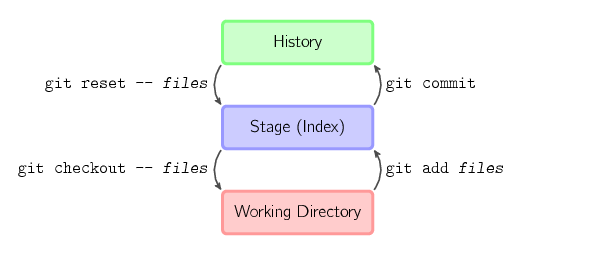 History
git reset -- files
git commit
Stage (Index)
git checkout -- files
git add files
Working Directory